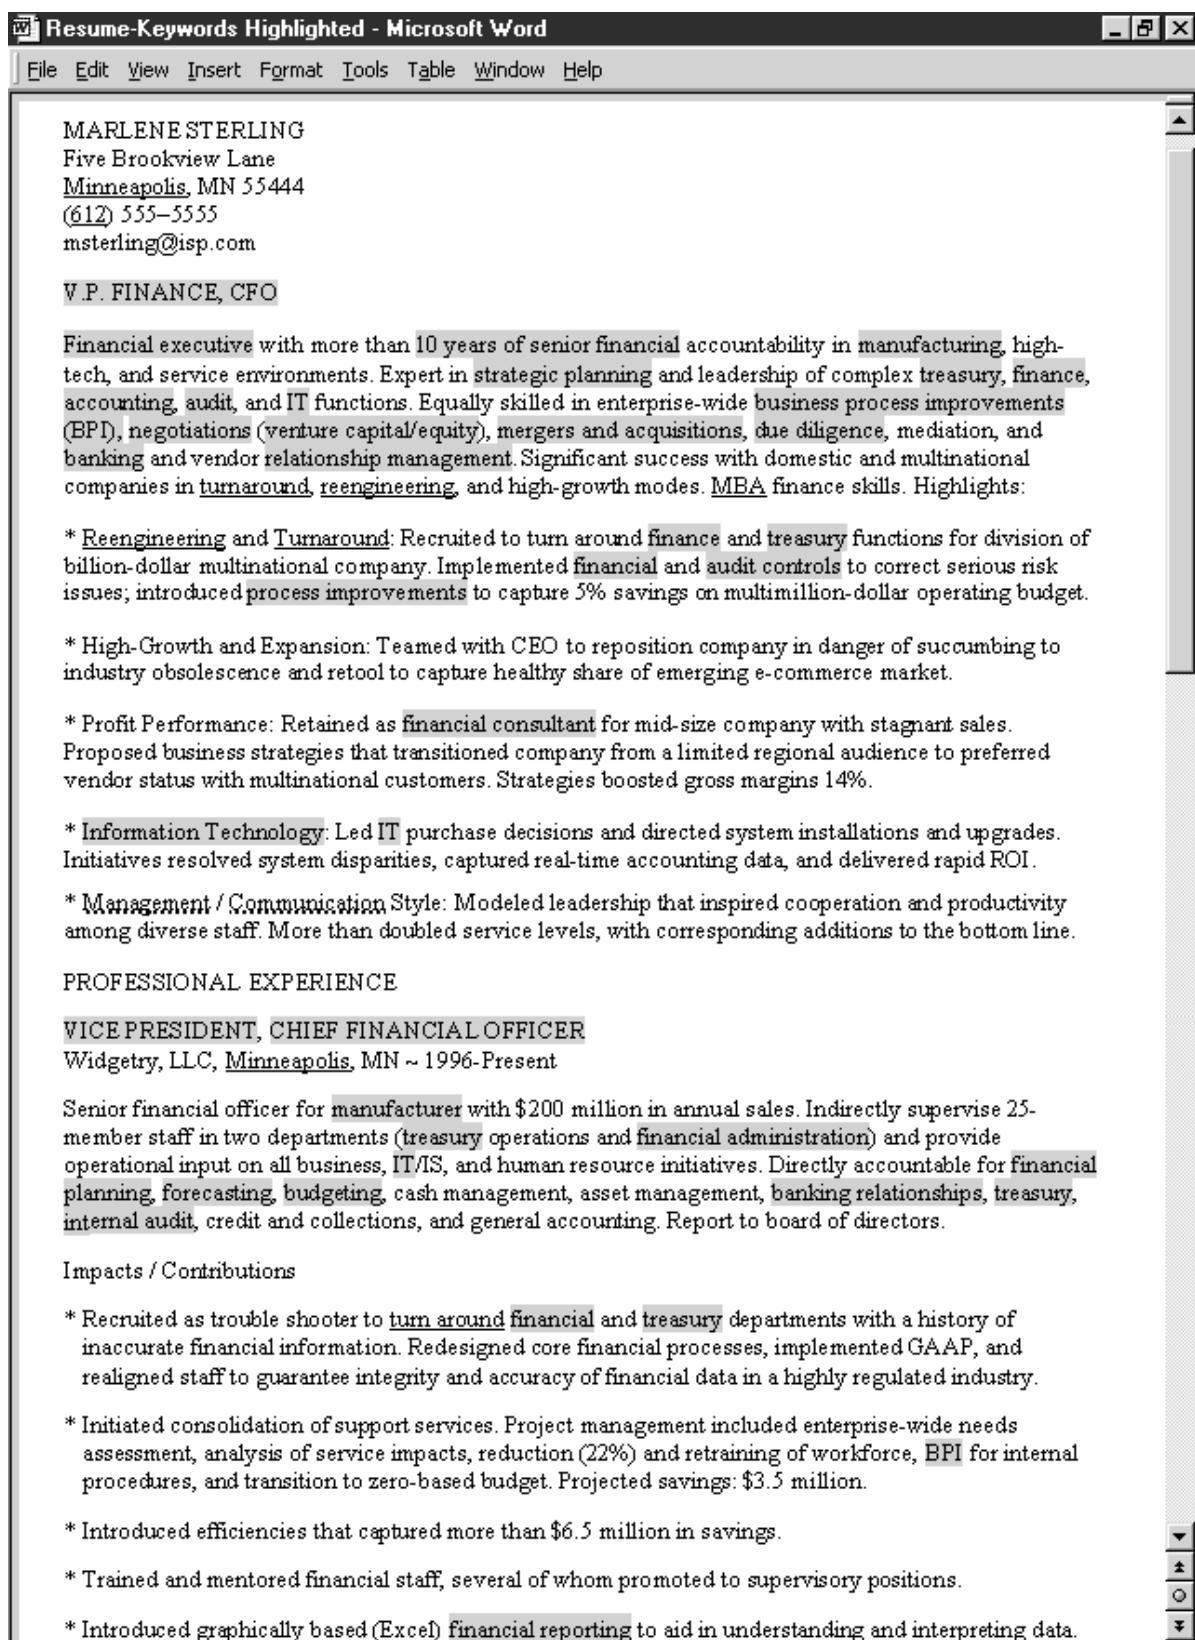 Resume-Keywords Highlighted - Microsoft Word
File Edit View Insert Format Tools Table Window Help
MARLENE STERLING
Five Brookview Lane
Minneapolis, MN 55444
(612) 555–5555
msterling@isp.com
V.P. FINANCE, CFO
Financial executive with more than 10 years of senior financial accountability in manufacturing, high-
tech, and service environments. Expert in strategic planning and leadership of complex treasury, finance,
accounting, audit, and IT functions. Equally skilled in enterprise-wide business process improvements
(BPI), negotiations (venture capital/equity), mergers and acquisitions, due diligence, mediation, and
banking and vendor relationship management. Significant success with domestic and multinational
companies in turnaround, reengineering, and high-growth modes. MBA finance skills. Highlights:
* Reengineering and Turnaround: Recruited to turn around finance and treasury functions for division of
billion-dollar multinational company. Implemented financial and audit controls to correct serious risk
issues; introduced process improvements to capture 5% savings on multimillion-dollar operating budget.
* High-Growth and Expansion: Teamed with CEO to reposition company in danger of succumbing to
industry obsolescence and retool to capture healthy share of emerging e-commerce market.
* Profit Performance: Retained as financial consultant for mid-size company with stagnant sales.
Proposed business strategies that transitioned company from a limited regional audience to preferred
vendor status with multinational customers. Strategies boosted gross margins 14%.
* Information Technology: Led IT purchase decisions and directed system installations and upgrades.
Initiatives resolved system disparities, captured real-time accounting data, and delivered rapid ROI.
* Management / Communication Style: Modeled leadership that inspired cooperation and productivity
among diverse staff. More than doubled service levels, with corresponding additions to the bottom line.
PROFESSIONAL EXPERIENCE
VICE PRESIDENT, CHIEF FINANCIAL OFFICER
Widgetry, LLC, Minneapolis, MN ~ 1996-Present
Senior financial officer for manufacturer with $200 million in annual sales. Indirectly supervise 25-
member staff in two departments (treasury operations and financial administration) and provide
operational input on all business, IT/IS, and human resource initiatives. Directly accountable for financial
planning, forecasting, budgeting, cash management, asset management, banking relationships, treasury,
internal audit, credit and collections, and general accounting. Report to board of directors.
Impacts / Contributions
* Recruited as trouble shooter to turn around financial and treasury departments with a history of
inaccurate financial information. Redesigned core financial processes, implemented GAAP, and
realigned staff to guarantee integrity and accuracy of financial data in a highly regulated industry.
* Initiated consolidation of support services. Project management included enterprise-wide needs
assessment, analysis of service impacts, reduction (22%) and retraining of workforce, BPI for internal
procedures, and transition to zero-based budget. Projected savings: $3.5 million.
* Introduced efficiencies that captured more than $6.5 million in savings.
* Trained and mentored financial staff, several of whom promoted to supervisory positions.
* Introduced graphically based (Excel) financial reporting to aid in understanding and interpreting data.